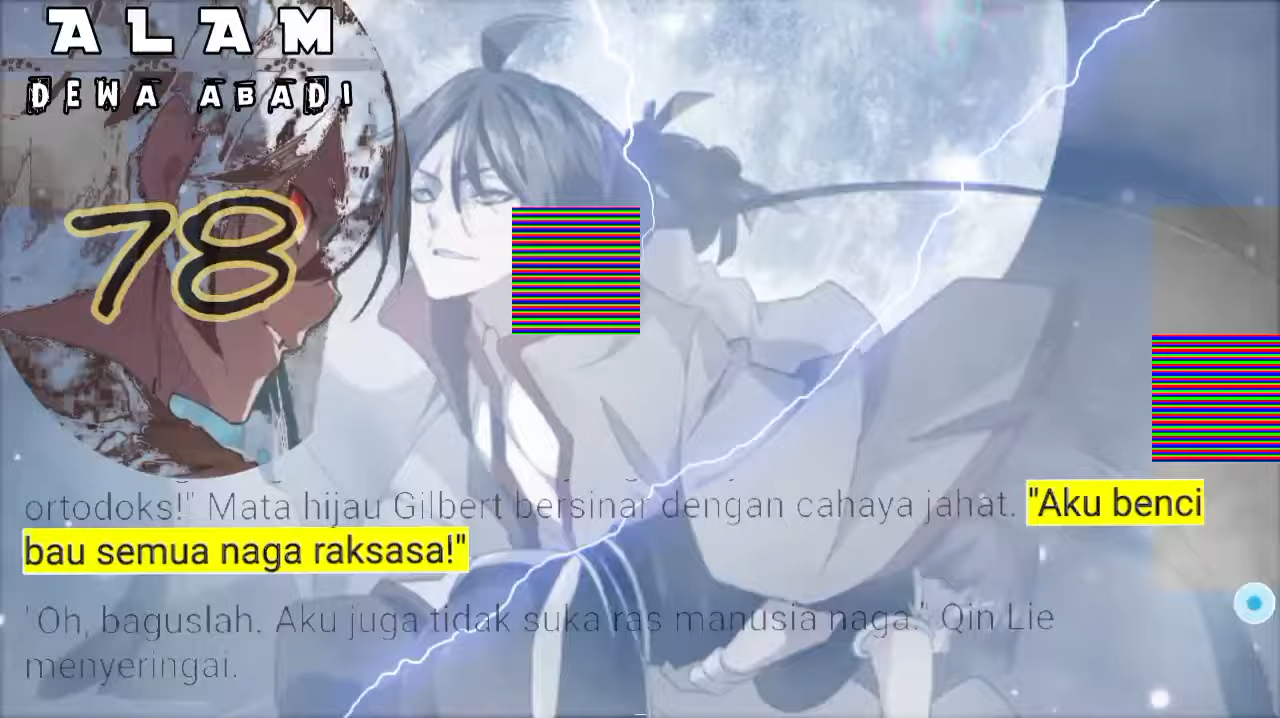 ALAM
DEWA ABADI
78
ortodoks!" Mata hijau Gilbert bersinar dengan cahaya jahat. "Aku benci
bau semua naga raksasa!"
"Oh, baguslah. Aku juga tidak suka ras manusia naga." Qin Lie
menyeringai.